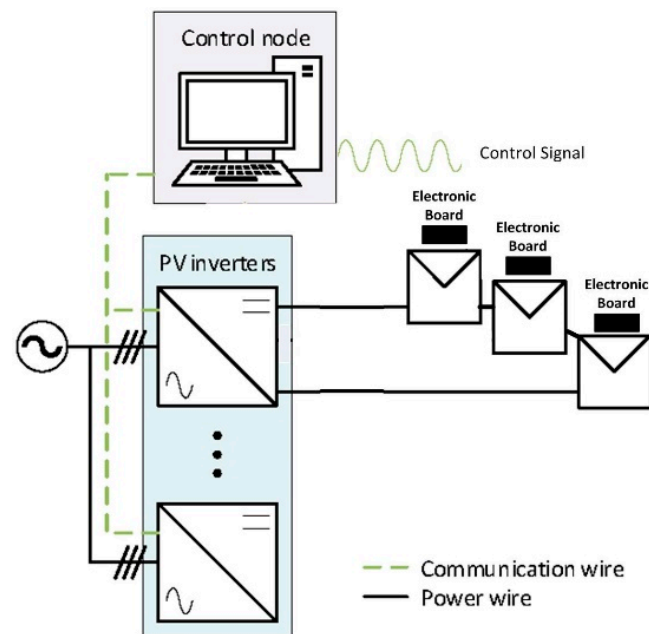 Control node
Control Signal
Electronic
Board
Electronic
Board
Electronic
Board
PV inverters
Communication wire
Power wire